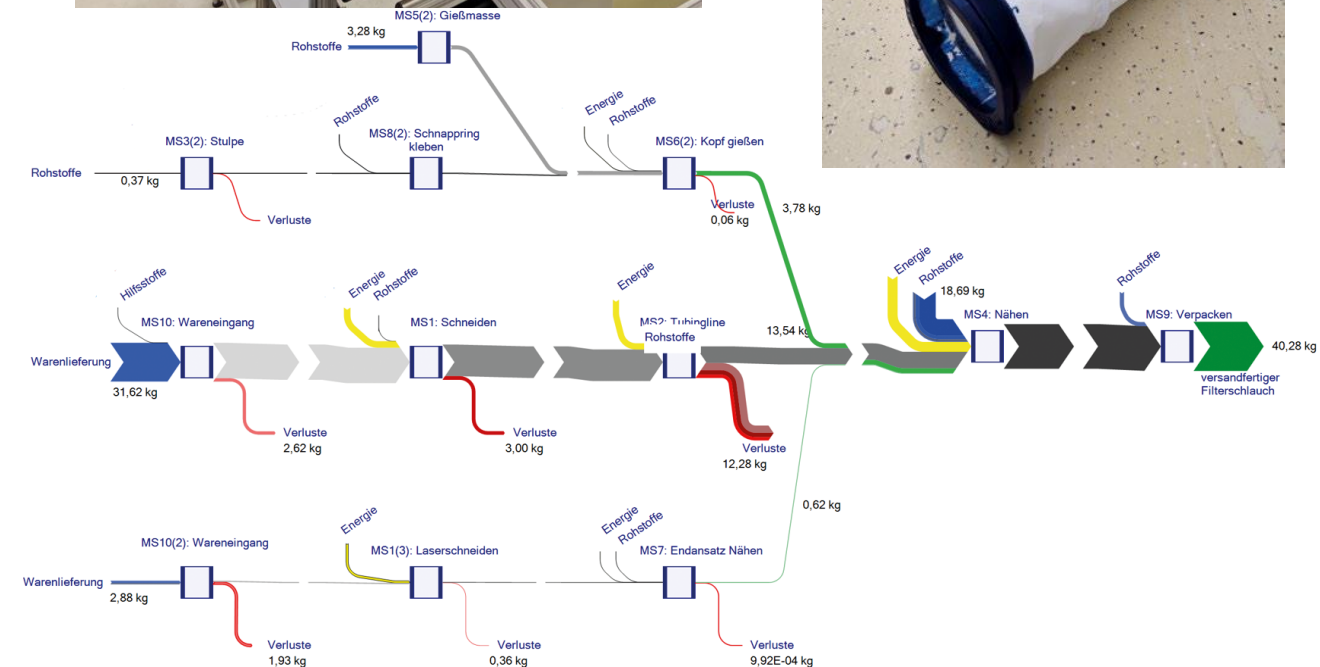 MS5(2): Gießmasse
3,28 kg
Rohstoffe
Rohstoffe
MS8(2): Schnappring
kleben
MS3(2): Stulpe
Rohstoffe
0,37 kg
Verluste
Energie
Rohstoffe
MS6(2): Kopf gießen
Verluste
0,06 kg
3,78 kg
Hilfsstoffe
MS10: Wareneingang
Warenlieferung
31,62 kg
Verluste
2,62 kg
Energie
Rohstoffe
MS1: Schneiden
Verluste
3,00 kg
Energie
MS2: Tubingline
Rohstoffe
13,54 kg
Verluste
12,28 kg
Energie
Rohstoffe
18,69 kg
MS4: Nähen
Rohstoffe
MS9: Verpacken
40,28 kg
versandfertiger
Filterschlauch
0,62 kg
MS10(2): Wareneingang
Warenlieferung
2,88 kg
Verluste
1,93 kg
Energie
MS1(3): Laserschneiden
Verluste
0,36 kg
Energie
Rohstoffe
MS7: Endansatz Nähen
Verluste
9,92E-04 kg